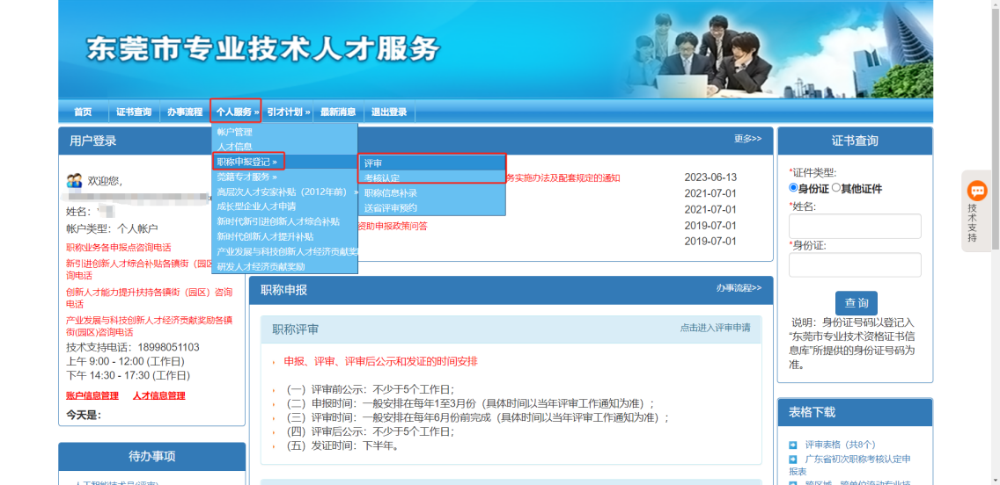 东莞市专业技术人才服务
首页 证书查询 办事流程 个人服务 » 引才计划 » 最新消息 退出登录
帐户管理
人才信息
职称申报登记 »
莞籍专才服务 »
高层次人才安家补贴（2012年前） »
成长型企业人才申请
新时代新引进创新人才综合补贴
新时代创新人才提升补贴
产业发展与科技创新人才经济贡献奖
研发人才经济贡献奖励
评审
考核认定
职称信息补录
送省评审预约
用户登录
欢迎您,
姓名:
帐户类型: 个人帐户
职称业务各申报点咨询电话
新引进创新人才综合补贴各镇街（园区
询电话
创新人才能力提升扶持各镇街（园区）咨询
电话
产业发展与科技创新人才经济贡献奖励各镇
街(园区)咨询电话
技术支持电话：18998051103
上午 9:00 - 12:00 (工作日)
下午 14:30 - 17:30 (工作日)
账户信息管理 人才信息管理
今天是:
待办事项
更多>>
务实施办法及配套规定的通知 2023-06-13
2021-07-01
2021-07-01
资助申报政策问答 2019-07-01
2019-07-01
职称申报 办事流程>>
职称评审 点击进入评审申请
申报、评审、评审后公示和发证的时间安排
（一）评审前公示：不少于5个工作日；
（二）申报时间：一般安排在每年1至3月份（具体时间以当年评审工作通知为准）；
（三）评审时间：一般安排在每年6月份前完成（具体时间以当年评审工作通知为准）；
（四）评审后公示：不少于5个工作日；
（五）发证时间：下半年。
证书查询
*证件类型:
身份证 其他证件
*姓名:
*身份证:
查 询
说明：身份证号码以登记入
“东莞市专业技术资格证书信
息库”所提供的身份证号码为
准。
表格下载
评审表格（共8个）
广东省初次职称考核认定申
报表
技术支持